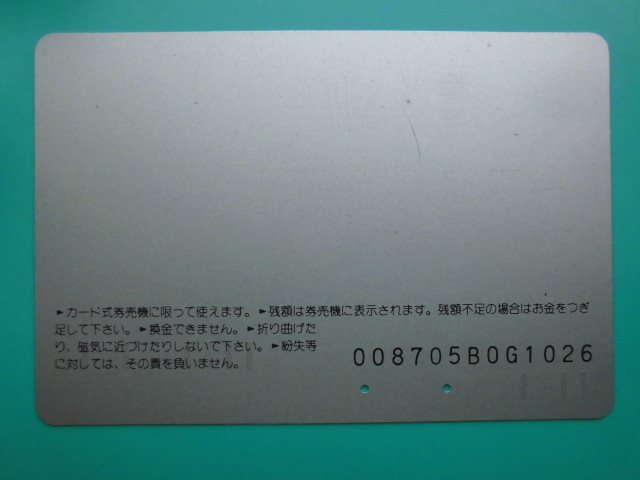 ►カード式券売機に限って使えます。►残額は券売機に表示されます。残額不足の場合はお金をつぎ
足して下さい。►換金できません。►折り曲げた
り、磁気に近づけたりしないで下さい。►紛失等
に対しては、その責を負いません。
008705B0G1026